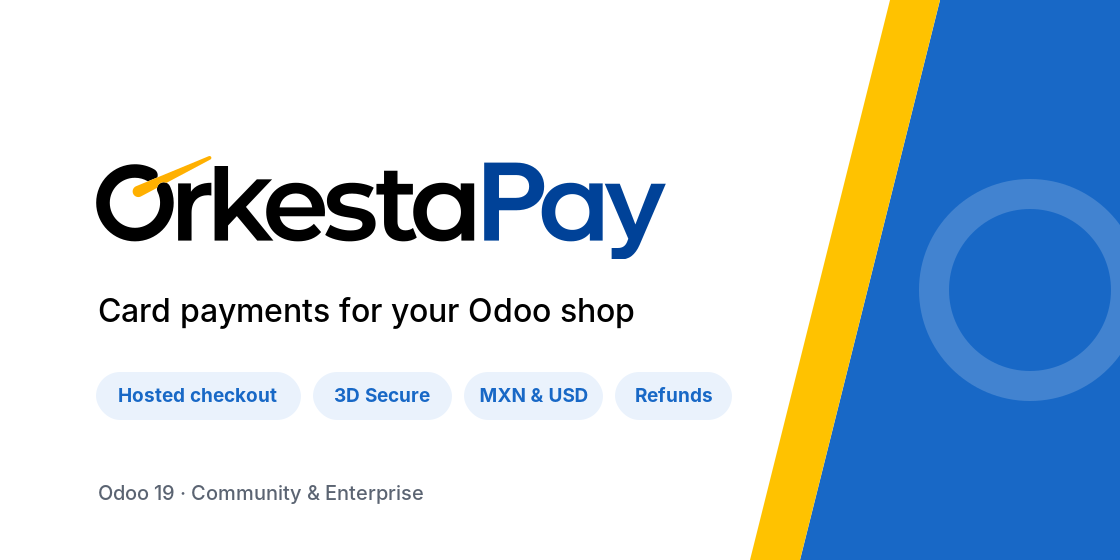 OrkestaPay
Card payments for your Odoo shop
Hosted checkout 3D Secure MXN & USD Refunds
Odoo 19 · Community & Enterprise